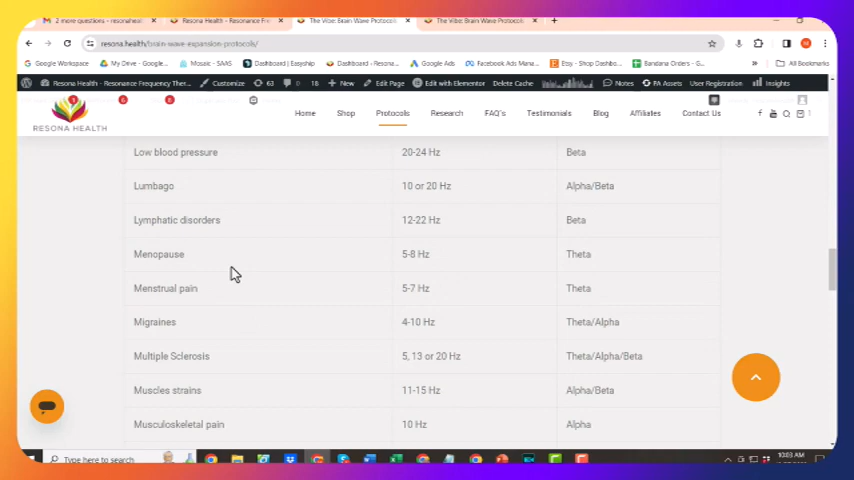 2 more questions - resonaheal
Resona Health - Resonance Fre
The Vibe: Brain Wave Protocols
The Vibe: Brain Wave Protocols
resona.health/brain-wave-expansion-protocols/
Google Workspace
My Drive - Google...
Mosaic - SAAS
Dashboard | Easyship
Dashboard ‹ Resona...
Google Ads
Facebook Ads Mana...
Etsy - Shop Dashbo...
Bandana Orders - G...
»
All Bookmarks
Resona Health – Resonance Frequency Ther...
Customize
63
0
18
New
Edit Page
Edit with Elementor
Delete Cache
Notes
PA Assets
User Registration
Insights
RESONA HEALTH
Home
Shop
Protocols
Research
FAQ's
Testimonials
Blog
Affiliates
Contact Us
Low blood pressure 20-24 Hz Beta
Lumbago 10 or 20 Hz Alpha/Beta
Lymphatic disorders 12-22 Hz Beta
Menopause 5-8 Hz Theta
Menstrual pain 5-7 Hz Theta
Migraines 4-10 Hz Theta/Alpha
Multiple Sclerosis 5, 13 or 20 Hz Theta/Alpha/Beta
Muscles strains 11-15 Hz Alpha/Beta
Musculoskeletal pain 10 Hz Alpha
Type here to search
10:03 AM